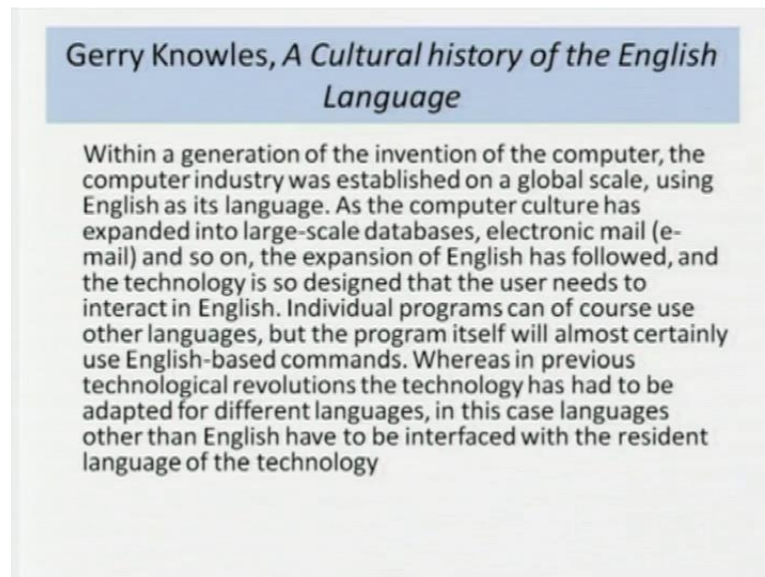 Gerry Knowles, A Cultural history of the English
Language
Within a generation of the invention of the computer, the
computer industry was established on a global scale, using
English as its language. As the computer culture has
expanded into large-scale databases, electronic mail (e-
mail) and so on, the expansion of English has followed, and
the technology is so designed that the user needs to
interact in English. Individual programs can of course use
other languages, but the program itself will almost certainly
use English-based commands. Whereas in previous
technological revolutions the technology has had to be
adapted for different languages, in this case languages
other than English have to be interfaced with the resident
language of the technology